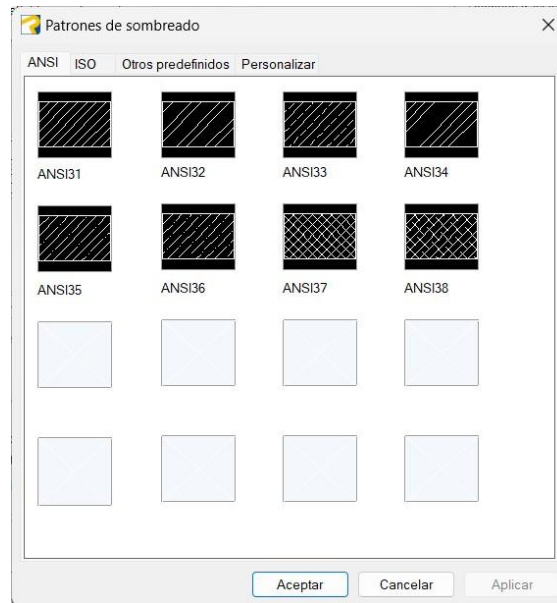 Patrones de sombreado
ANSI ISO Otros predefinidos Personalizar
ANSI31 ANSI32 ANSI33 ANSI34
ANSI35 ANSI36 ANSI37 ANSI38
Aceptar Cancelar Aplicar